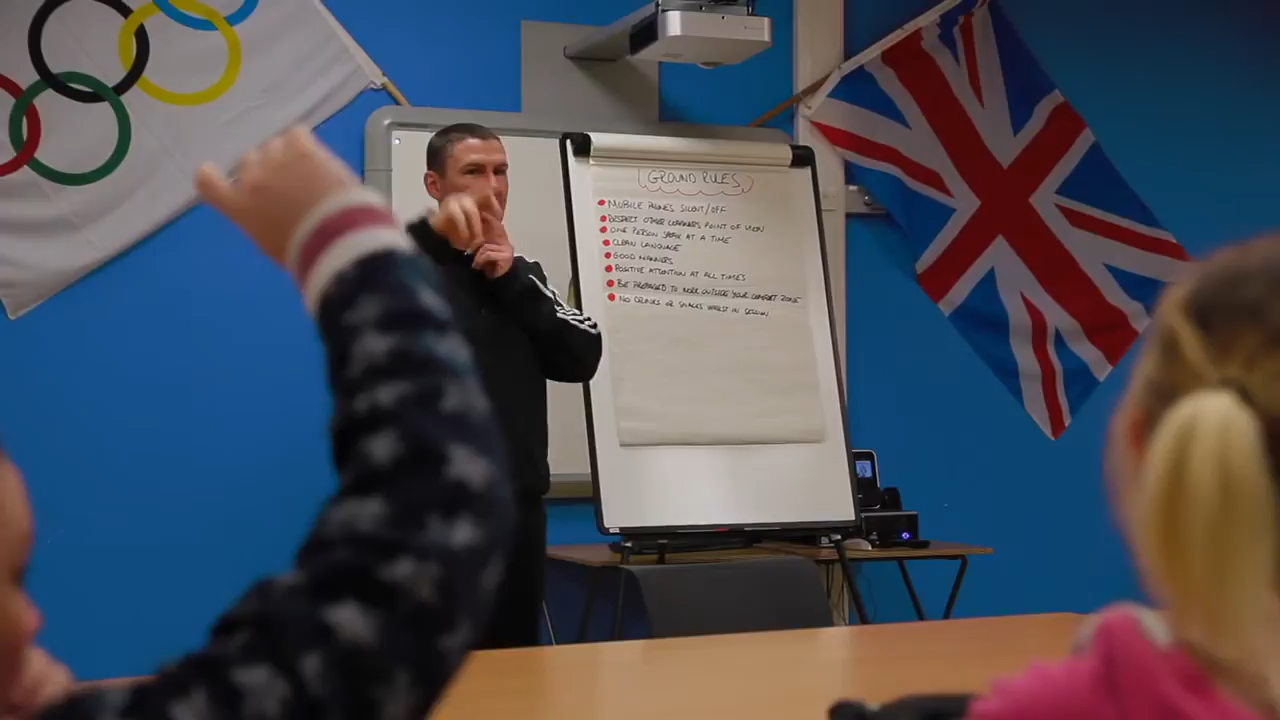 GROUND RULES
MOBILE PHONES SILENT/OFF
RESPECT OTHER LEARNERS POINT OF VIEW
ONE PERSON SPEAK AT A TIME
CLEAN LANGUAGE
GOOD MANNERS
POSITIVE ATTENTION AT ALL TIMES
BE PREPARED TO WORK OUTSIDE YOUR COMFORT ZONE
NO DRINKS OR SNACKS WHILST IN SESSION